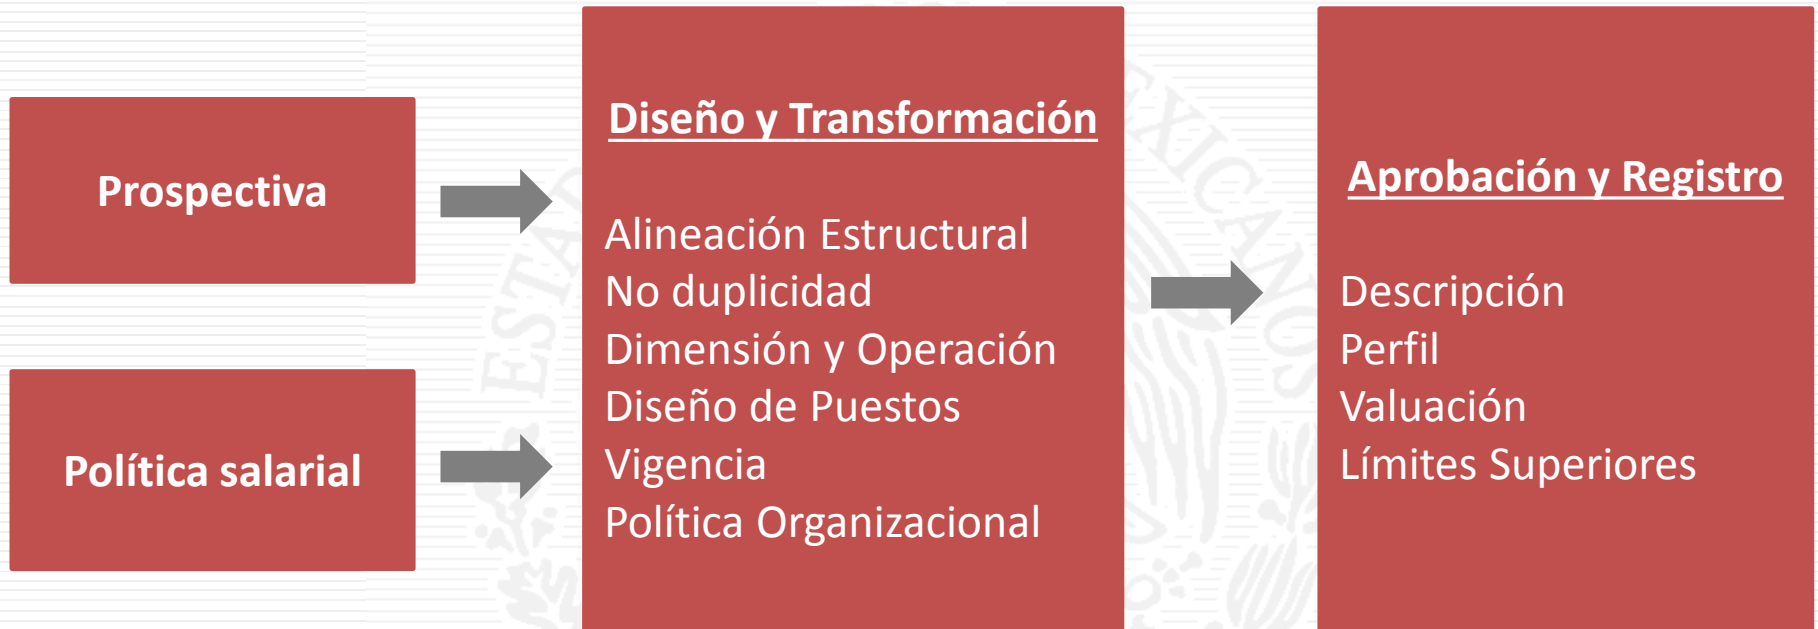 Prospectiva
Política salarial
Diseño y Transformación
Alineación Estructural
No duplicidad
Dimensión y Operación
Diseño de Puestos
Vigencia
Política Organizacional
Aprobación y Registro
Descripción
Perfil
Valuación
Límites Superiores